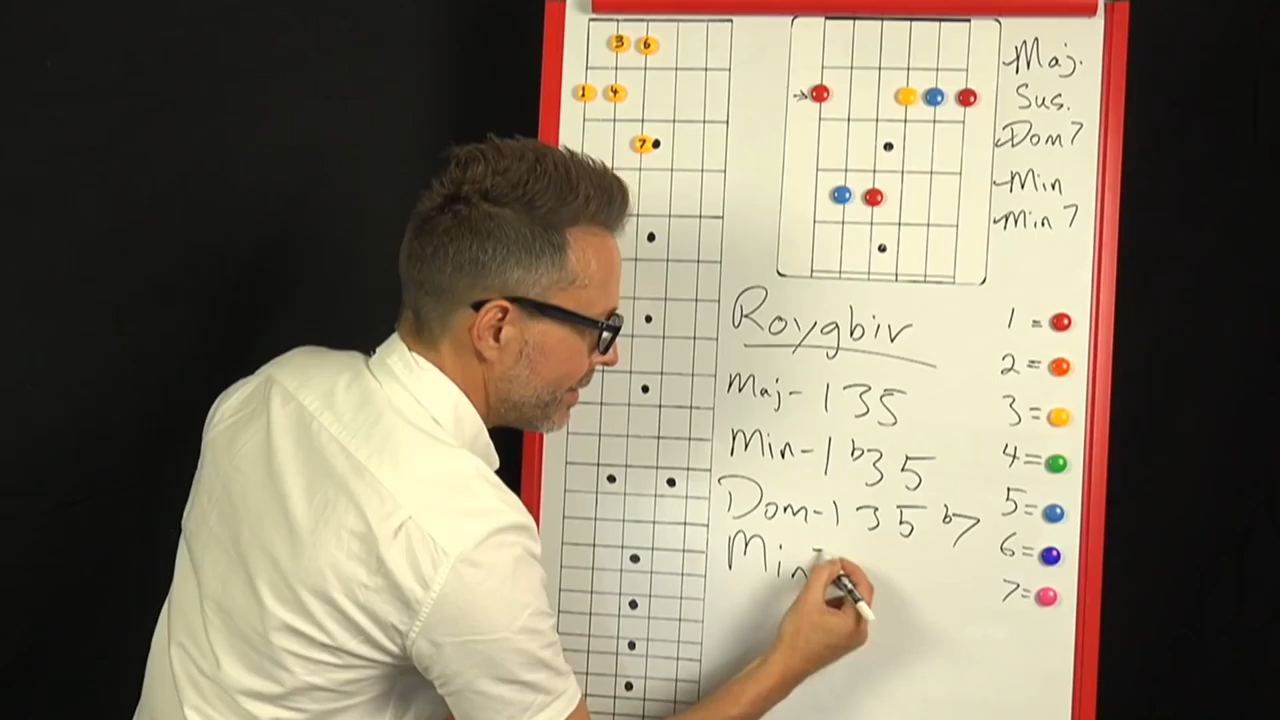 3 6
1 4
7
Maj.
Sus.
Dom 7
Min
Min 7
Roygbiv
Maj- 1 3 5
Min- 1 b3 5
Dom- 1 3 5 b7
Min
1 =
2 =
3 =
4 =
5 =
6 =
7 =